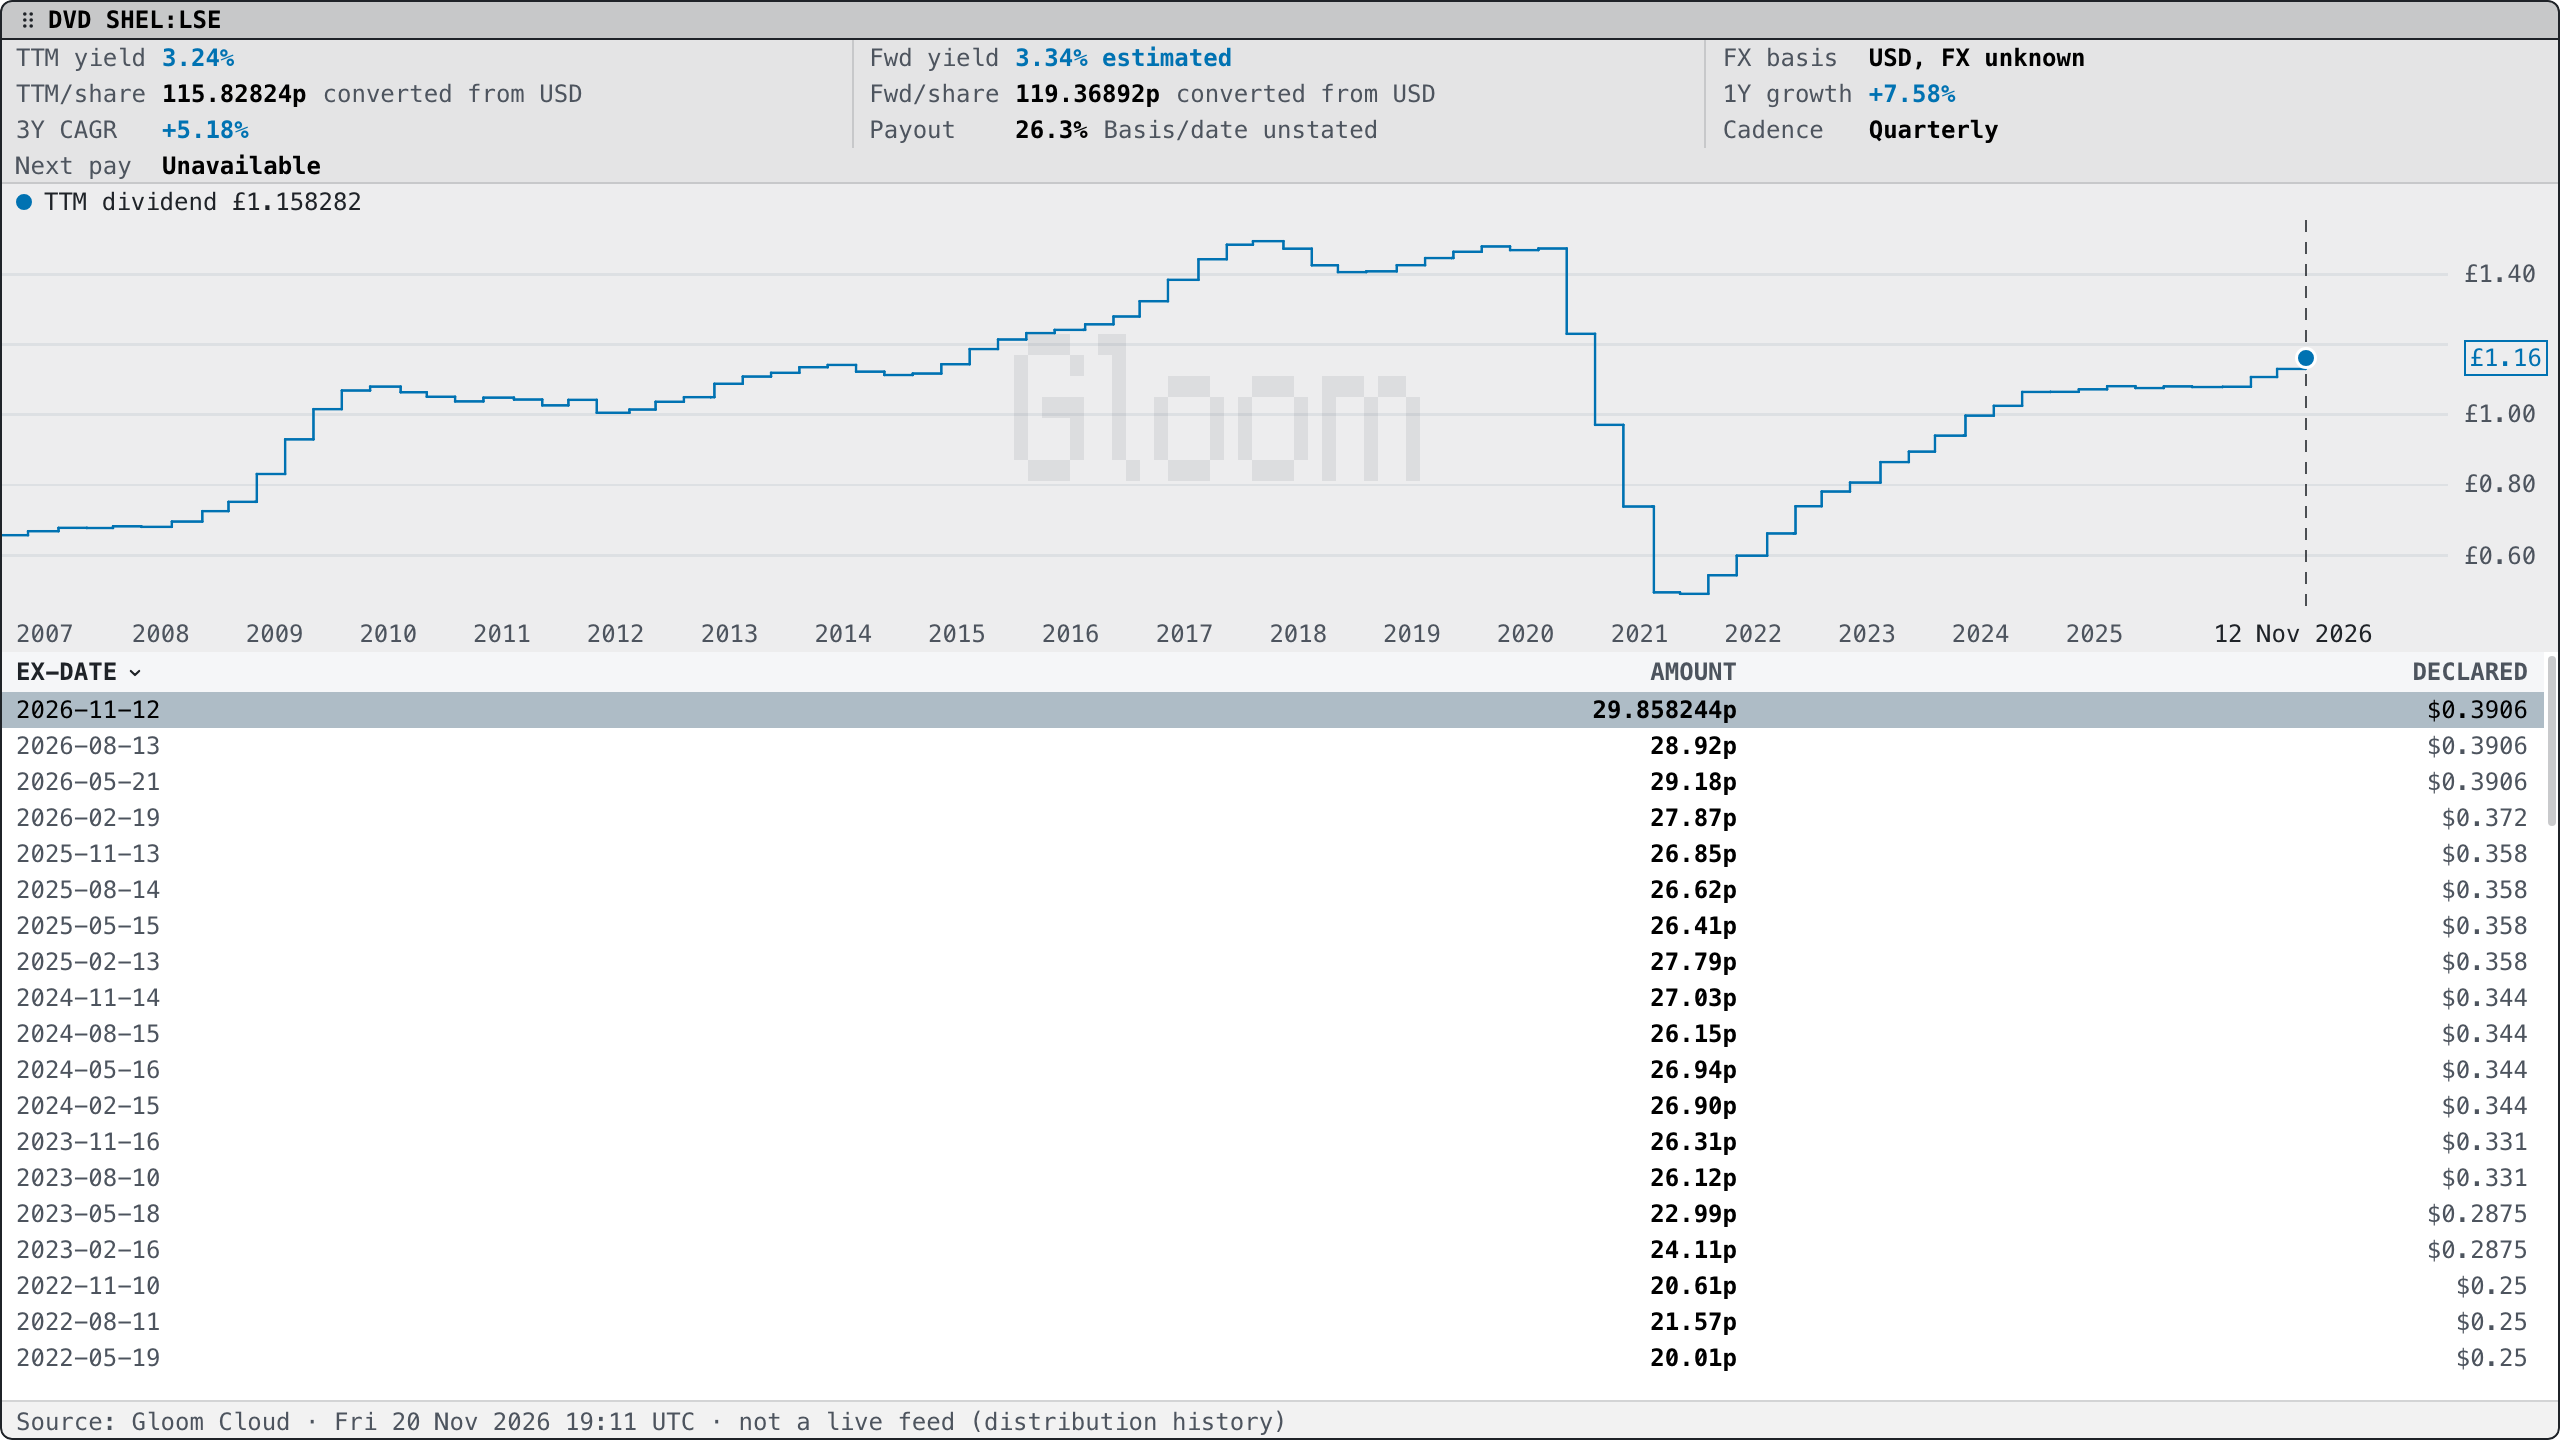 DVD SHEL:LSE
TTM yield 3.24% Fwd yield 3.34% estimated FX basis USD, FX unknown
TTM/share 115.82824p converted from USD Fwd/share 119.36892p converted from USD 1Y growth +7.58%
3Y CAGR +5.18% Payout 26.3% Basis/date unstated Cadence Quarterly
Next pay Unavailable
TTM dividend £1.158282
£1.40
£1.16
£1.00
£0.80
£0.60
Gloom
2007 2008 2009 2010 2011 2012 2013 2014 2015 2016 2017 2018 2019 2020 2021 2022 2023 2024 2025 12 Nov 2026
EX-DATE AMOUNT DECLARED
2026-11-12 29.858244p $0.3906
2026-08-13 28.92p $0.3906
2026-05-21 29.18p $0.3906
2026-02-19 27.87p $0.372
2025-11-13 26.85p $0.358
2025-08-14 26.62p $0.358
2025-05-15 26.41p $0.358
2025-02-13 27.79p $0.358
2024-11-14 27.03p $0.344
2024-08-15 26.15p $0.344
2024-05-16 26.94p $0.344
2024-02-15 26.90p $0.344
2023-11-16 26.31p $0.331
2023-08-10 26.12p $0.331
2023-05-18 22.99p $0.2875
2023-02-16 24.11p $0.2875
2022-11-10 20.61p $0.25
2022-08-11 21.57p $0.25
2022-05-19 20.01p $0.25
Source: Gloom Cloud · Fri 20 Nov 2026 19:11 UTC · not a live feed (distribution history)